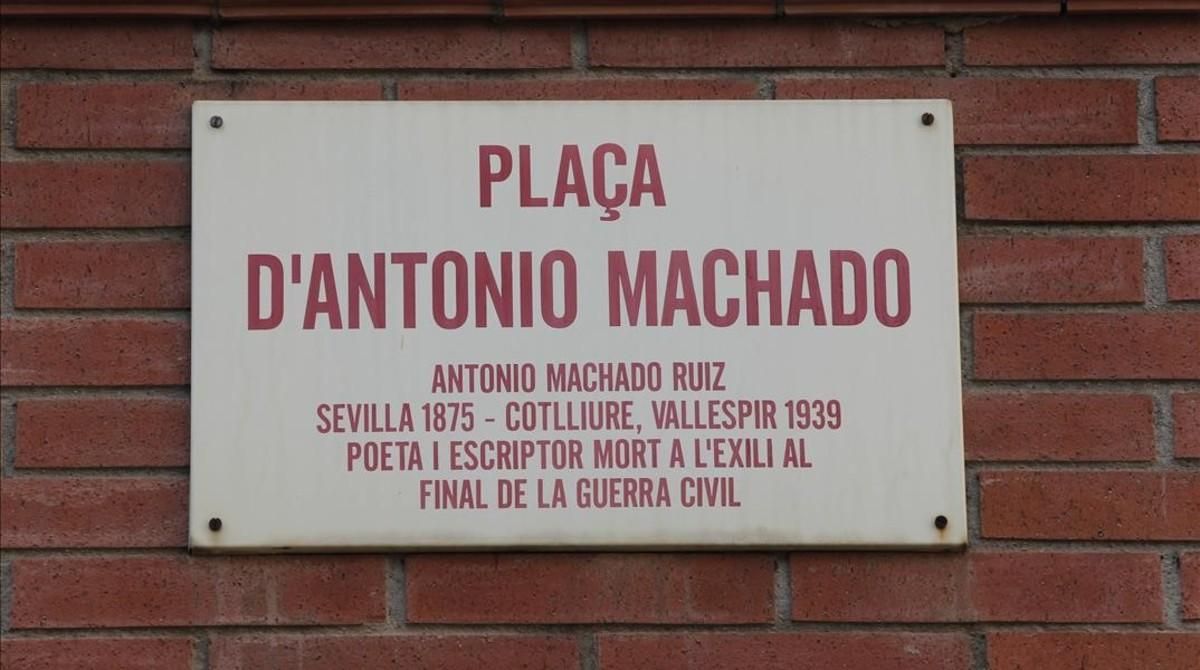 PLAÇA
D'ANTONIO MACHADO
ANTONIO MACHADO RUIZ
SEVILLA 1875 - COTLLIURE, VALLESPIR 1939
POETA I ESCRIPTOR MORT A L'EXILI AL
FINAL DE LA GUERRA CIVIL